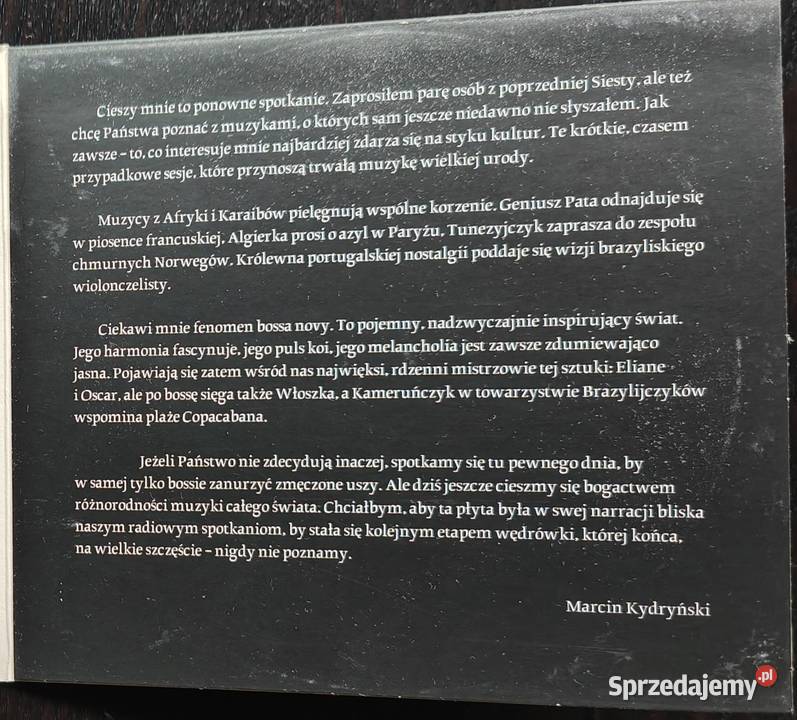 Cieszy mnie to ponowne spotkanie. Zaprosiłem parę osób z poprzedniej Siesty, ale też
chcę Państwa poznać z muzykami, o których sam jeszcze niedawno nie słyszałem. Jak
zawsze – to, co interesuje mnie najbardziej zdarza się na styku kultur. Te krótkie, czasem
przypadkowe sesje, które przynoszą trwałą muzykę wielkiej urody.
Muzycy z Afryki i Karaibów pielęgnują wspólne korzenie. Geniusz Pata odnajduje się
w piosence francuskiej. Algierka prosi o azyl w Paryżu, Tunezyjczyk zaprasza do zespołu
chmurnych Norwegów. Królewna portugalskiej nostalgii poddaje się wizji brazyliskiego
wiolonczelisty.
Ciekawi mnie fenomen bossa novy. To pojemny, nadzwyczajnie inspirujący świat.
Jego harmonia fascynuje, jego puls koi, jego melancholia jest zawsze zdumiewająco
jasna. Pojawiają się zatem wśród nas najwięksi, rdzenni mistrzowie tej sztuki: Eliane
i Oscar, ale po bossę sięga także Włoszka, a Kameruńczyk w towarzystwie Brazylijczyków
wspomina plaże Copacabana.
Jeżeli Państwo nie zdecydują inaczej, spotkamy się tu pewnego dnia, by
w samej tylko bossie zanurzyć zmęczone uszy. Ale dziś jeszcze cieszmy się bogactwem
różnorodności muzyki całego świata. Chciałbym, aby ta płyta była w swej narracji bliska
naszym radiowym spotkaniom, by stała się kolejnym etapem wędrówki, której końca,
na wielkie szczęście – nigdy nie poznamy.
Marcin Kydryński
Sprzedajemy.pl